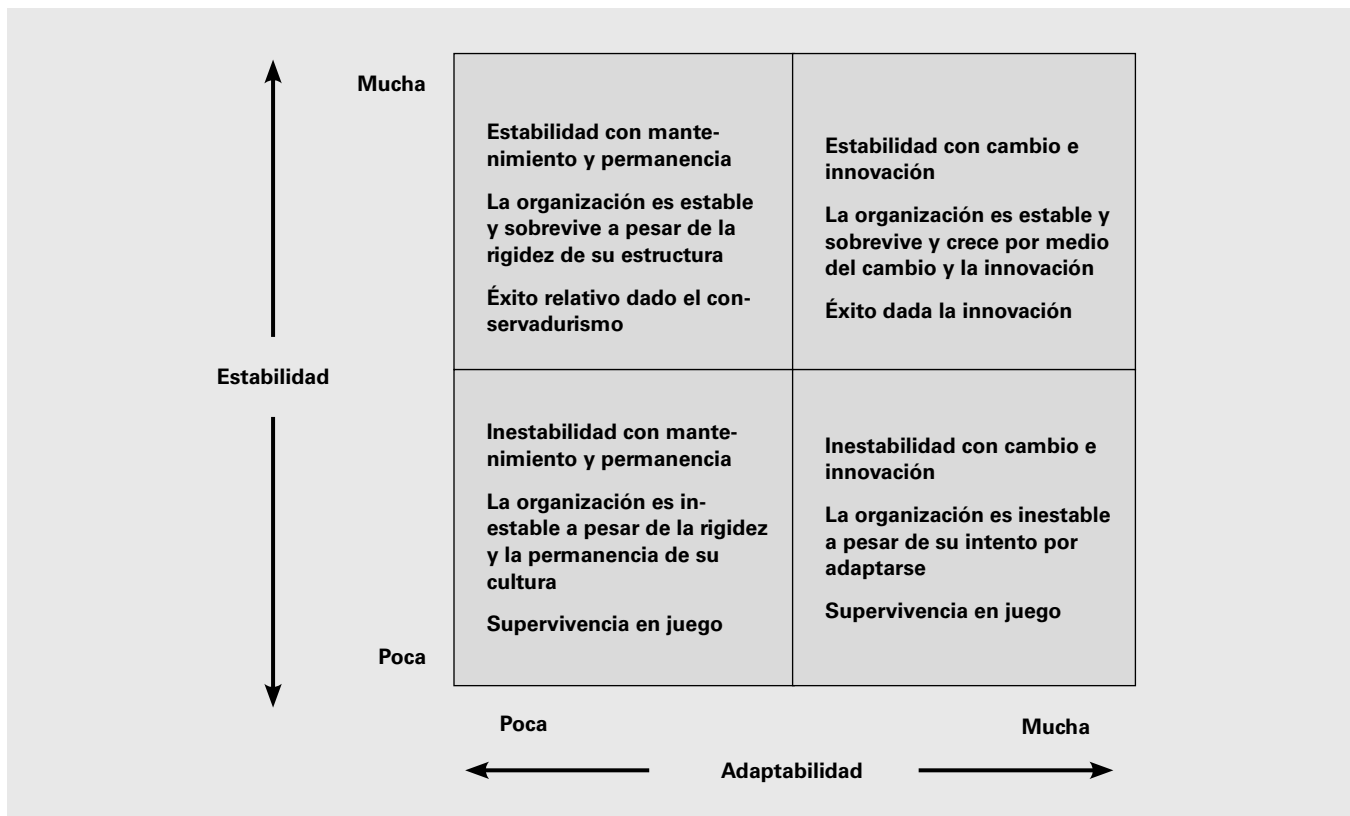 Mucha
Estabilidad con mante-
nimiento y permanencia
La organización es estable
y sobrevive a pesar de la
rigidez de su estructura
Éxito relativo dado el con-
servadurismo
Estabilidad con cambio e
innovación
La organización es estable y
sobrevive y crece por medio
del cambio y la innovación
Éxito dada la innovación
Estabilidad
Inestabilidad con mante-
nimiento y permanencia
La organización es in-
estable a pesar de la rigidez
y la permanencia de su
cultura
Supervivencia en juego
Inestabilidad con cambio e
innovación
La organización es inestable
a pesar de su intento por
adaptarse
Supervivencia en juego
Poca
Poca
Mucha
Adaptabilidad